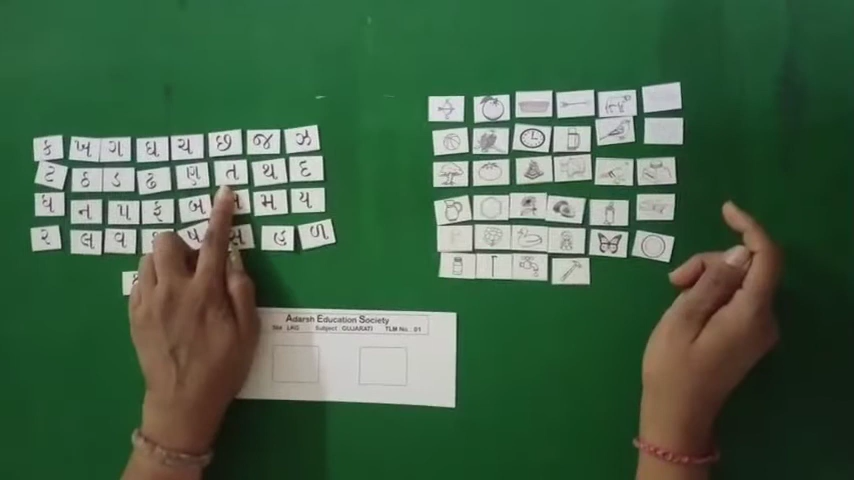 ક ખ ગ ઘ ચ છ જ ઝ
ટ ઠ ડ ઢ ણ ત થ દ
ધ ન પ ફ બ મ ય
ર લ વ સ હ ળ
Adarsh Education Society
Std LKG Subject GUJARATI TLM No. 01